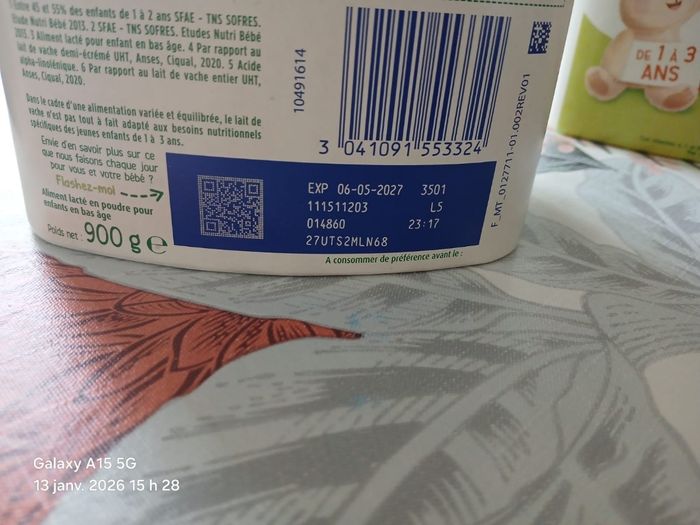 Entre 45 et 55% des enfants de 1 à 2 ans SFAE - TNS SOFRES.
Etude Nutri Bébé 2013. 2 SFAE - TNS SOFRES. Etudes Nutri Bébé
2013. 3 Aliment lacté pour enfant en bas âge. 4 Par rapport au
lait de vache demi-écrémé UHT, Anses, Ciqual, 2020. 5 Acide
alpha-linolénique. 6 Par rapport au lait de vache entier UHT,
Anses, Ciqual, 2020.
Dans le cadre d'une alimentation variée et équilibrée, le lait de
vache n'est pas tout à fait adapté aux besoins nutritionnels
spécifiques des jeunes enfants de 1 à 3 ans.
Envie d'en savoir plus sur ce
que nous faisons chaque jour
pour vous et votre bébé ?
Flashez-moi
Aliment lacté en poudre pour
enfants en bas âge
Poids net : 900 g e
10491614
3 041091 553324
EXP 06-05-2027 3501
111511203 L5
014860 23:17
27UTS2MLN68
A consommer de préférence avant le :
F_MT_0127711-01.002REV01
DE 1 À 3
ANS
Galaxy A15 5G
13 janv. 2026 15 h 28